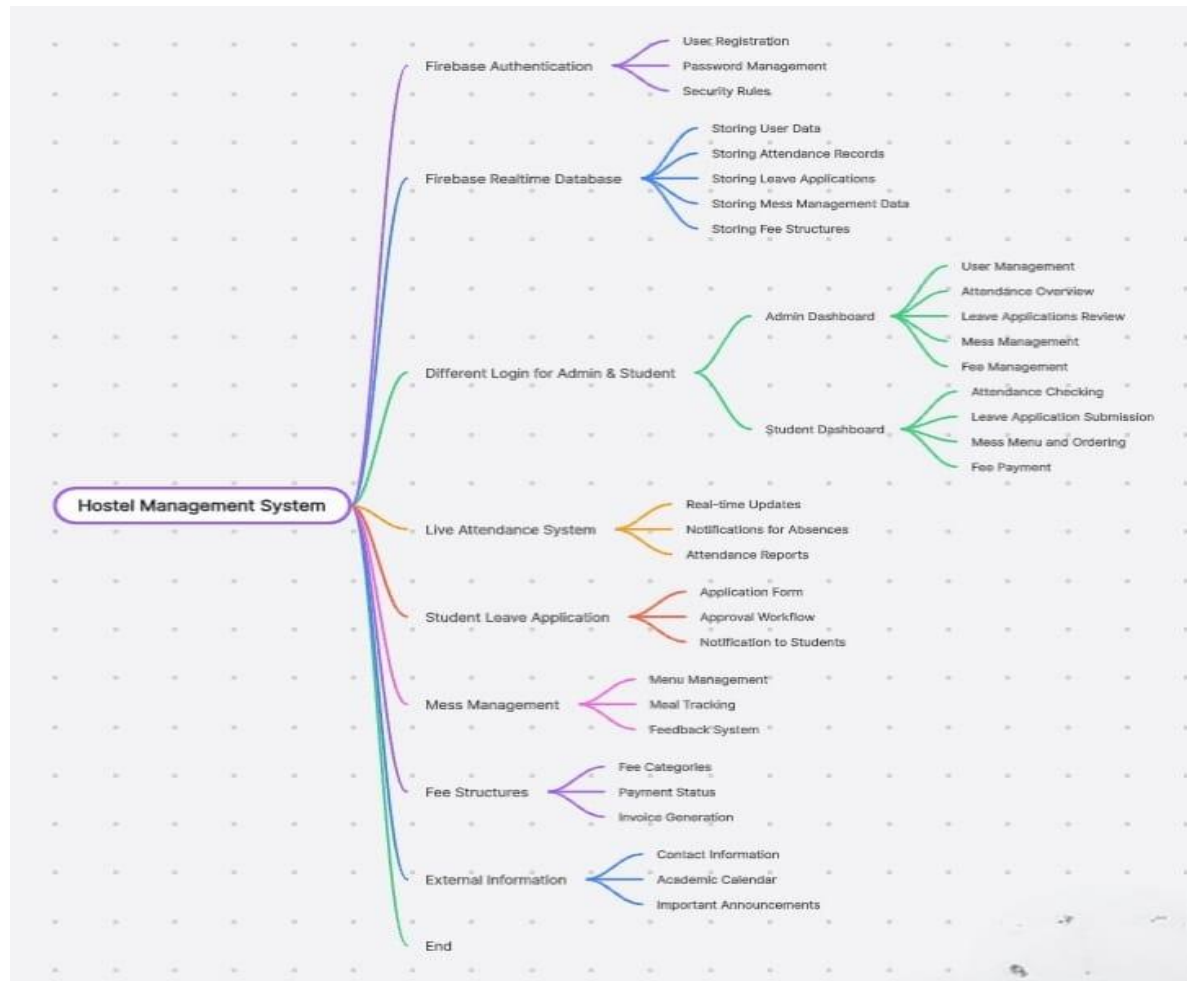 Hostel Management System
Firebase Authentication
User Registration
Password Management
Security Rules
Firebase Realtime Database
Storing User Data
Storing Attendance Records
Storing Leave Applications
Storing Mess Management Data
Storing Fee Structures
Different Login for Admin & Student
Admin Dashboard
User Management
Attendance Overview
Leave Applications Review
Mess Management
Fee Management
Student Dashboard
Attendance Checking
Leave Application Submission
Mess Menu and Ordering
Fee Payment
Live Attendance System
Real-time Updates
Notifications for Absences
Attendance Reports
Student Leave Application
Application Form
Approval Workflow
Notification to Students
Mess Management
Menu Management
Meal Tracking
Feedback System
Fee Structures
Fee Categories
Payment Status
Invoice Generation
External Information
Contact Information
Academic Calendar
Important Announcements
End